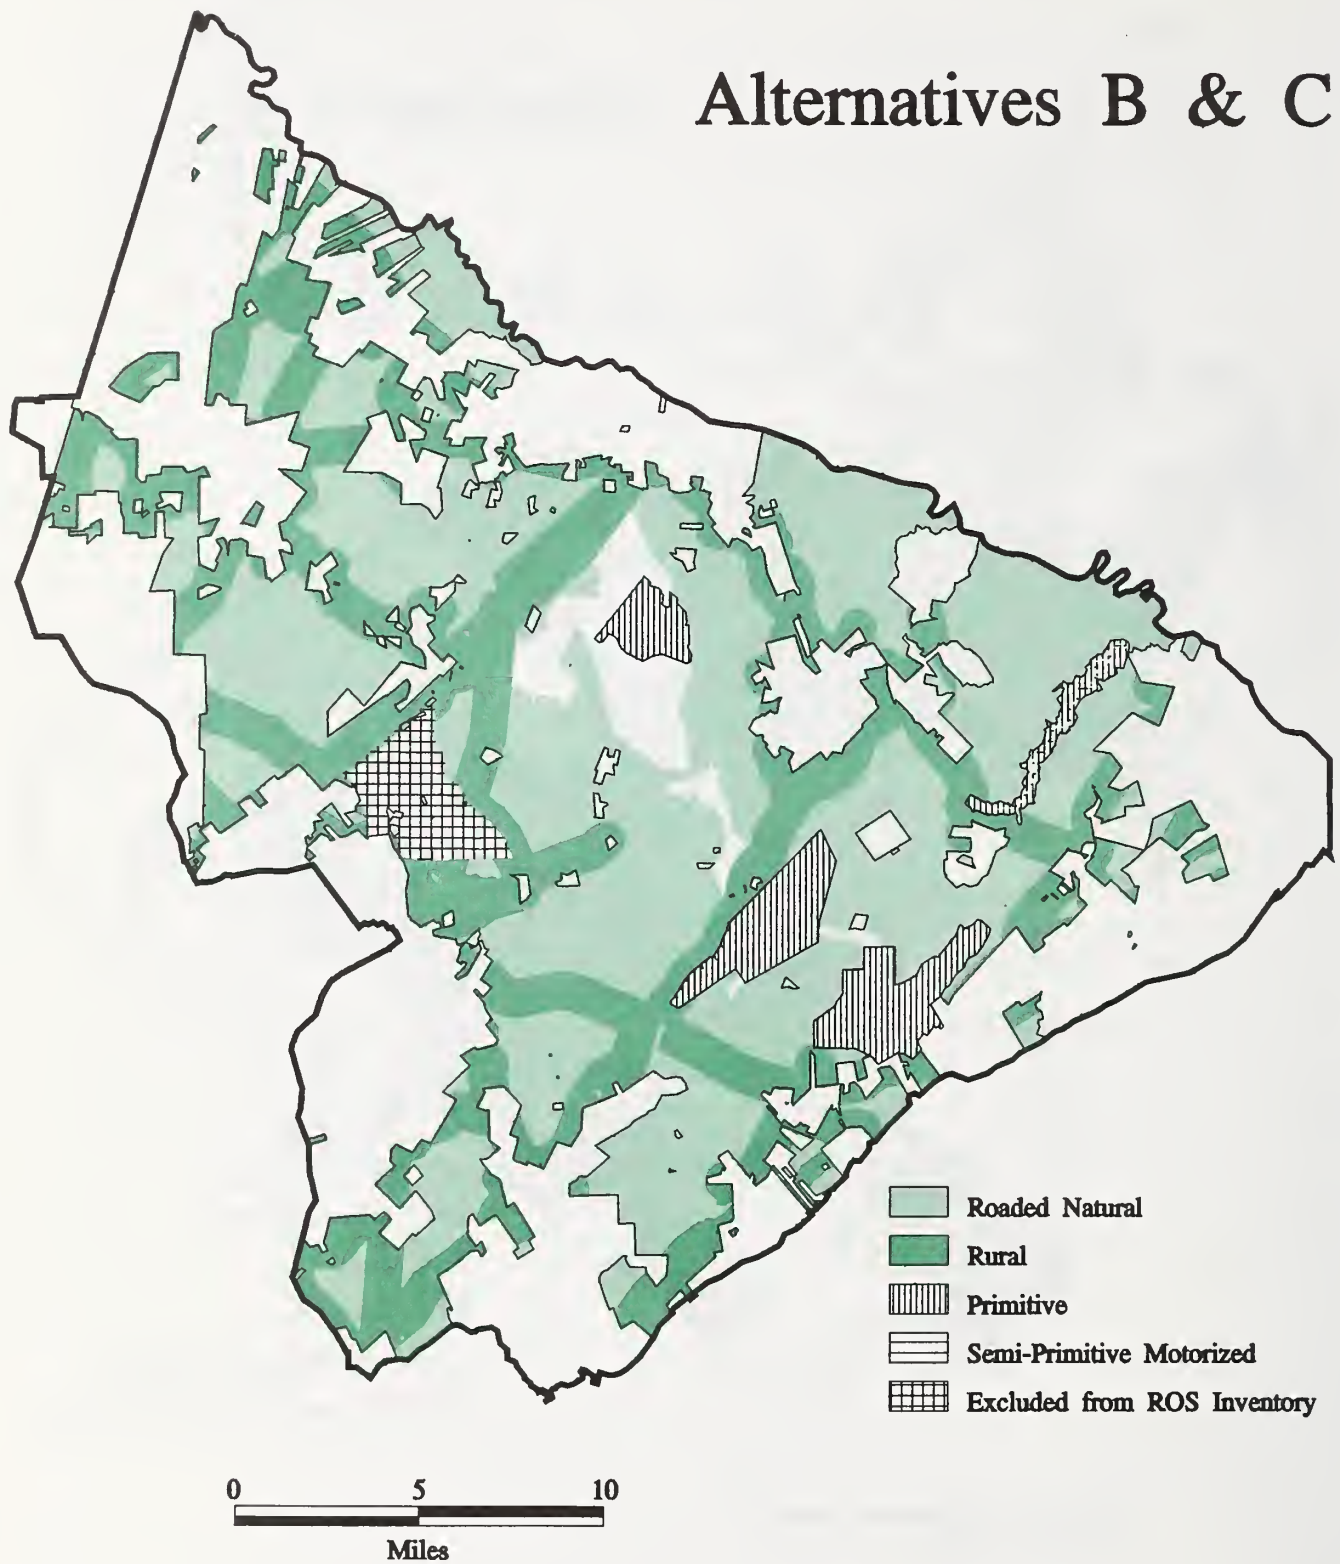 Alternatives B & C
Roaded Natural
Rural
Primitive
Semi-Primitive Motorized
Excluded from ROS Inventory
0 5 10
Miles